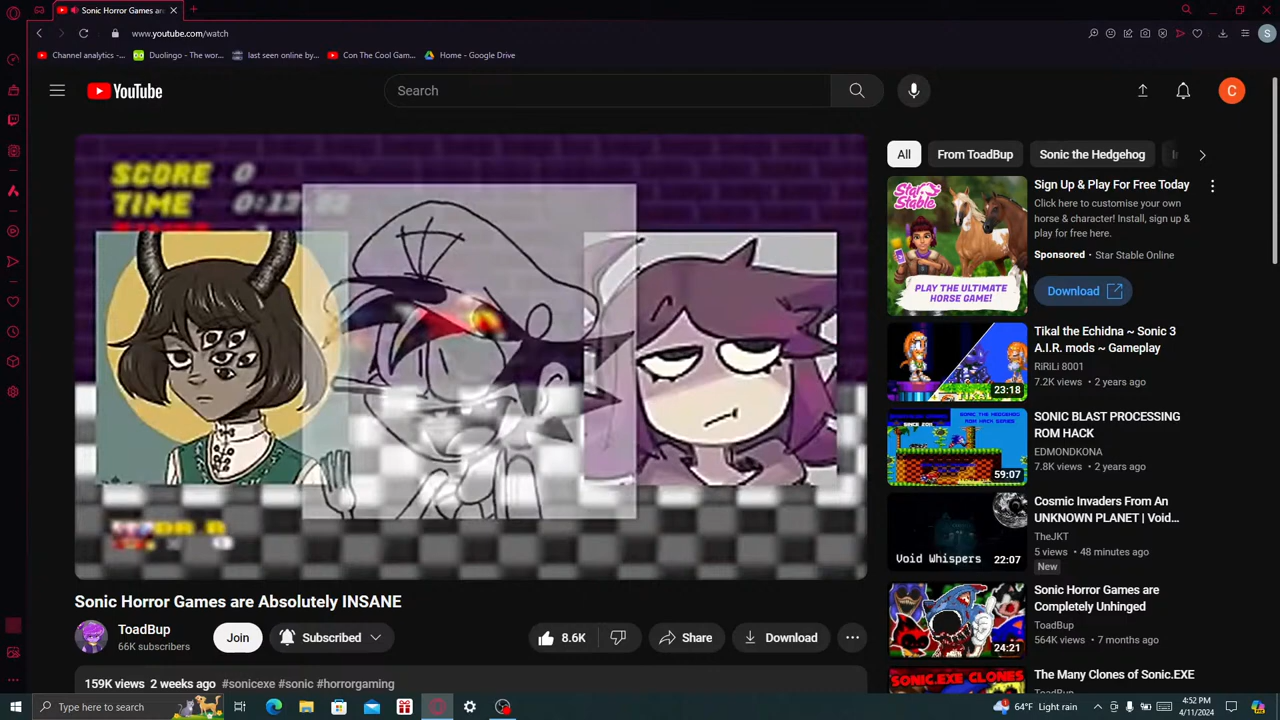 Sonic Horror Games are
www.youtube.com/watch
Channel analytics -...
Duolingo - The wor...
last seen online by...
Con The Cool Gam...
Home - Google Drive
S
YouTube
Search
C
SCORE 0
TIME
All
From ToadBup
Sonic the Hedgehog
Star Stable
PLAY THE ULTIMATE
HORSE GAME!
Sign Up & Play For Free Today
Click here to customise your own
horse & character! Install, sign up &
play for free here.
Sponsored • Star Stable Online
Download
23:18
Tikal the Echidna ~ Sonic 3
A.I.R. mods ~ Gameplay
RiRiLi 8001
7.2K views • 2 years ago
59:07
SONIC BLAST PROCESSING
ROM HACK
EDMONDKONA
7.8K views • 2 years ago
Void Whispers
22:07
Cosmic Invaders From An
UNKNOWN PLANET | Void...
TheJKT
5 views • 48 minutes ago
New
24:21
Sonic Horror Games are
Completely Unhinged
ToadBup
564K views • 7 months ago
SONIC.EXE CLONES
The Many Clones of Sonic.EXE
Sonic Horror Games are Absolutely INSANE
ToadBup
66K subscribers
Join
Subscribed
8.6K
Share
Download
159K views 2 weeks ago #sonicexe #sonic #horrorgaming
Type here to search
64°F Light rain
4:52 PM
4/11/2024